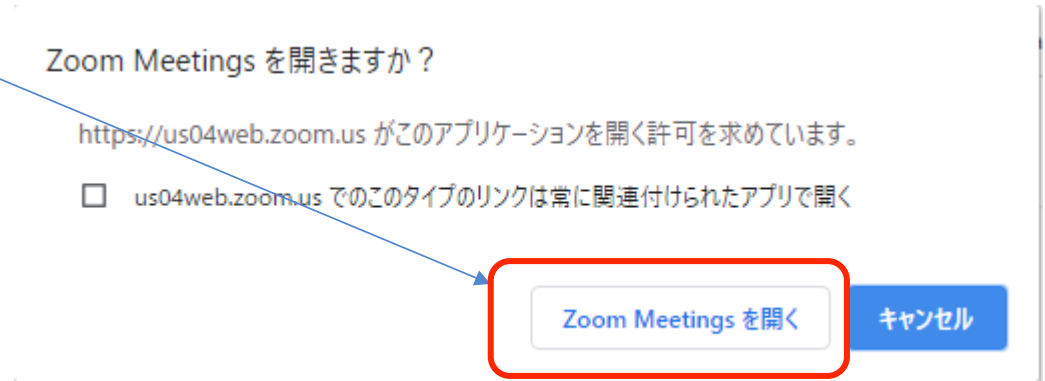 Zoom Meetings を開きますか？
https://us04web.zoom.us がこのアプリケーションを開く許可を求めています。
us04web.zoom.us でのこのタイプのリンクは常に関連付けられたアプリで開く
Zoom Meetings を開く キャンセル